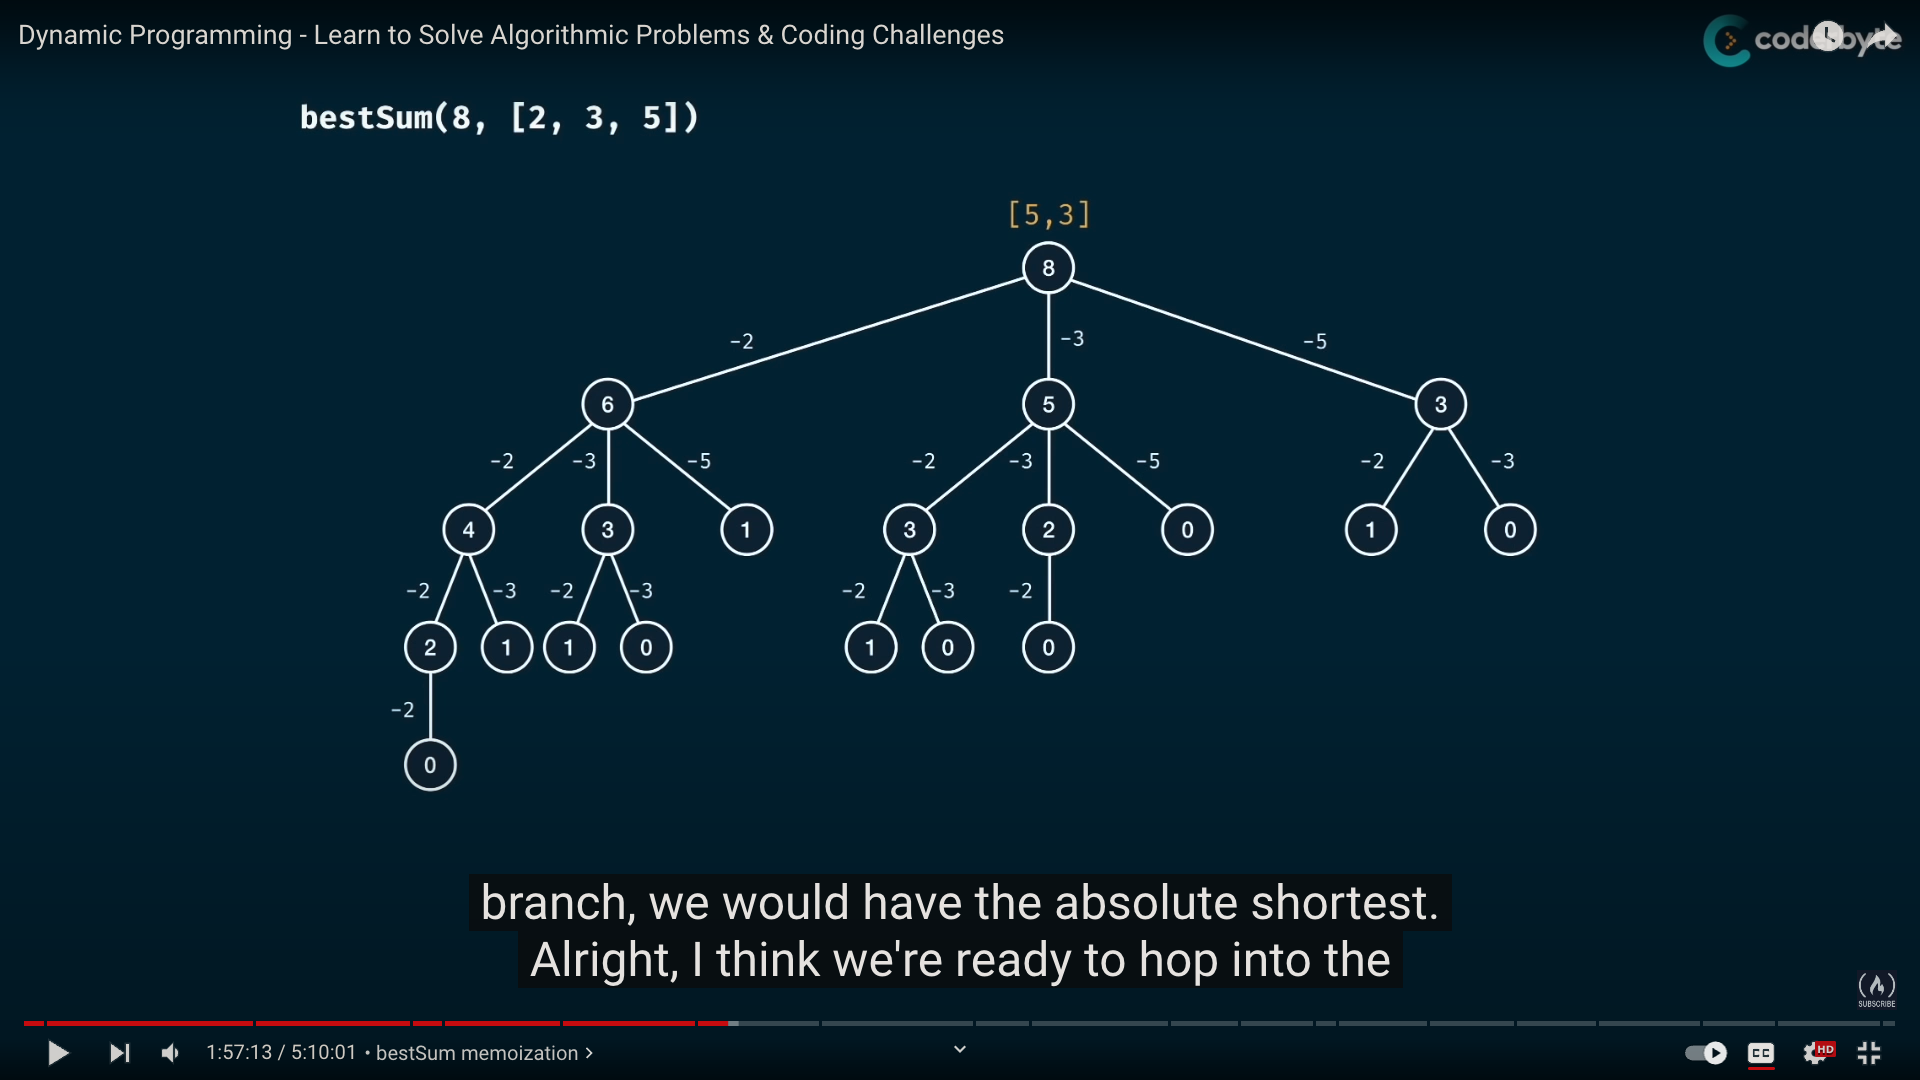 Dynamic Programming - Learn to Solve Algorithmic Problems & Coding Challenges
coderbyte
bestSum(8, [2, 3, 5])
[5,3]
8
-2 -3 -5
6 5 3
-2 -3 -5 -2 -3 -5 -2 -3
4 3 1 3 2 0 1 0
-2 -3 -2 -3 -2 -3 -2
2 1 1 0 1 0 0
-2
0
branch, we would have the absolute shortest.
Alright, I think we're ready to hop into the
SUBSCRIBE
1:57:13 / 5:10:01 • bestSum memoization >
CC
HD